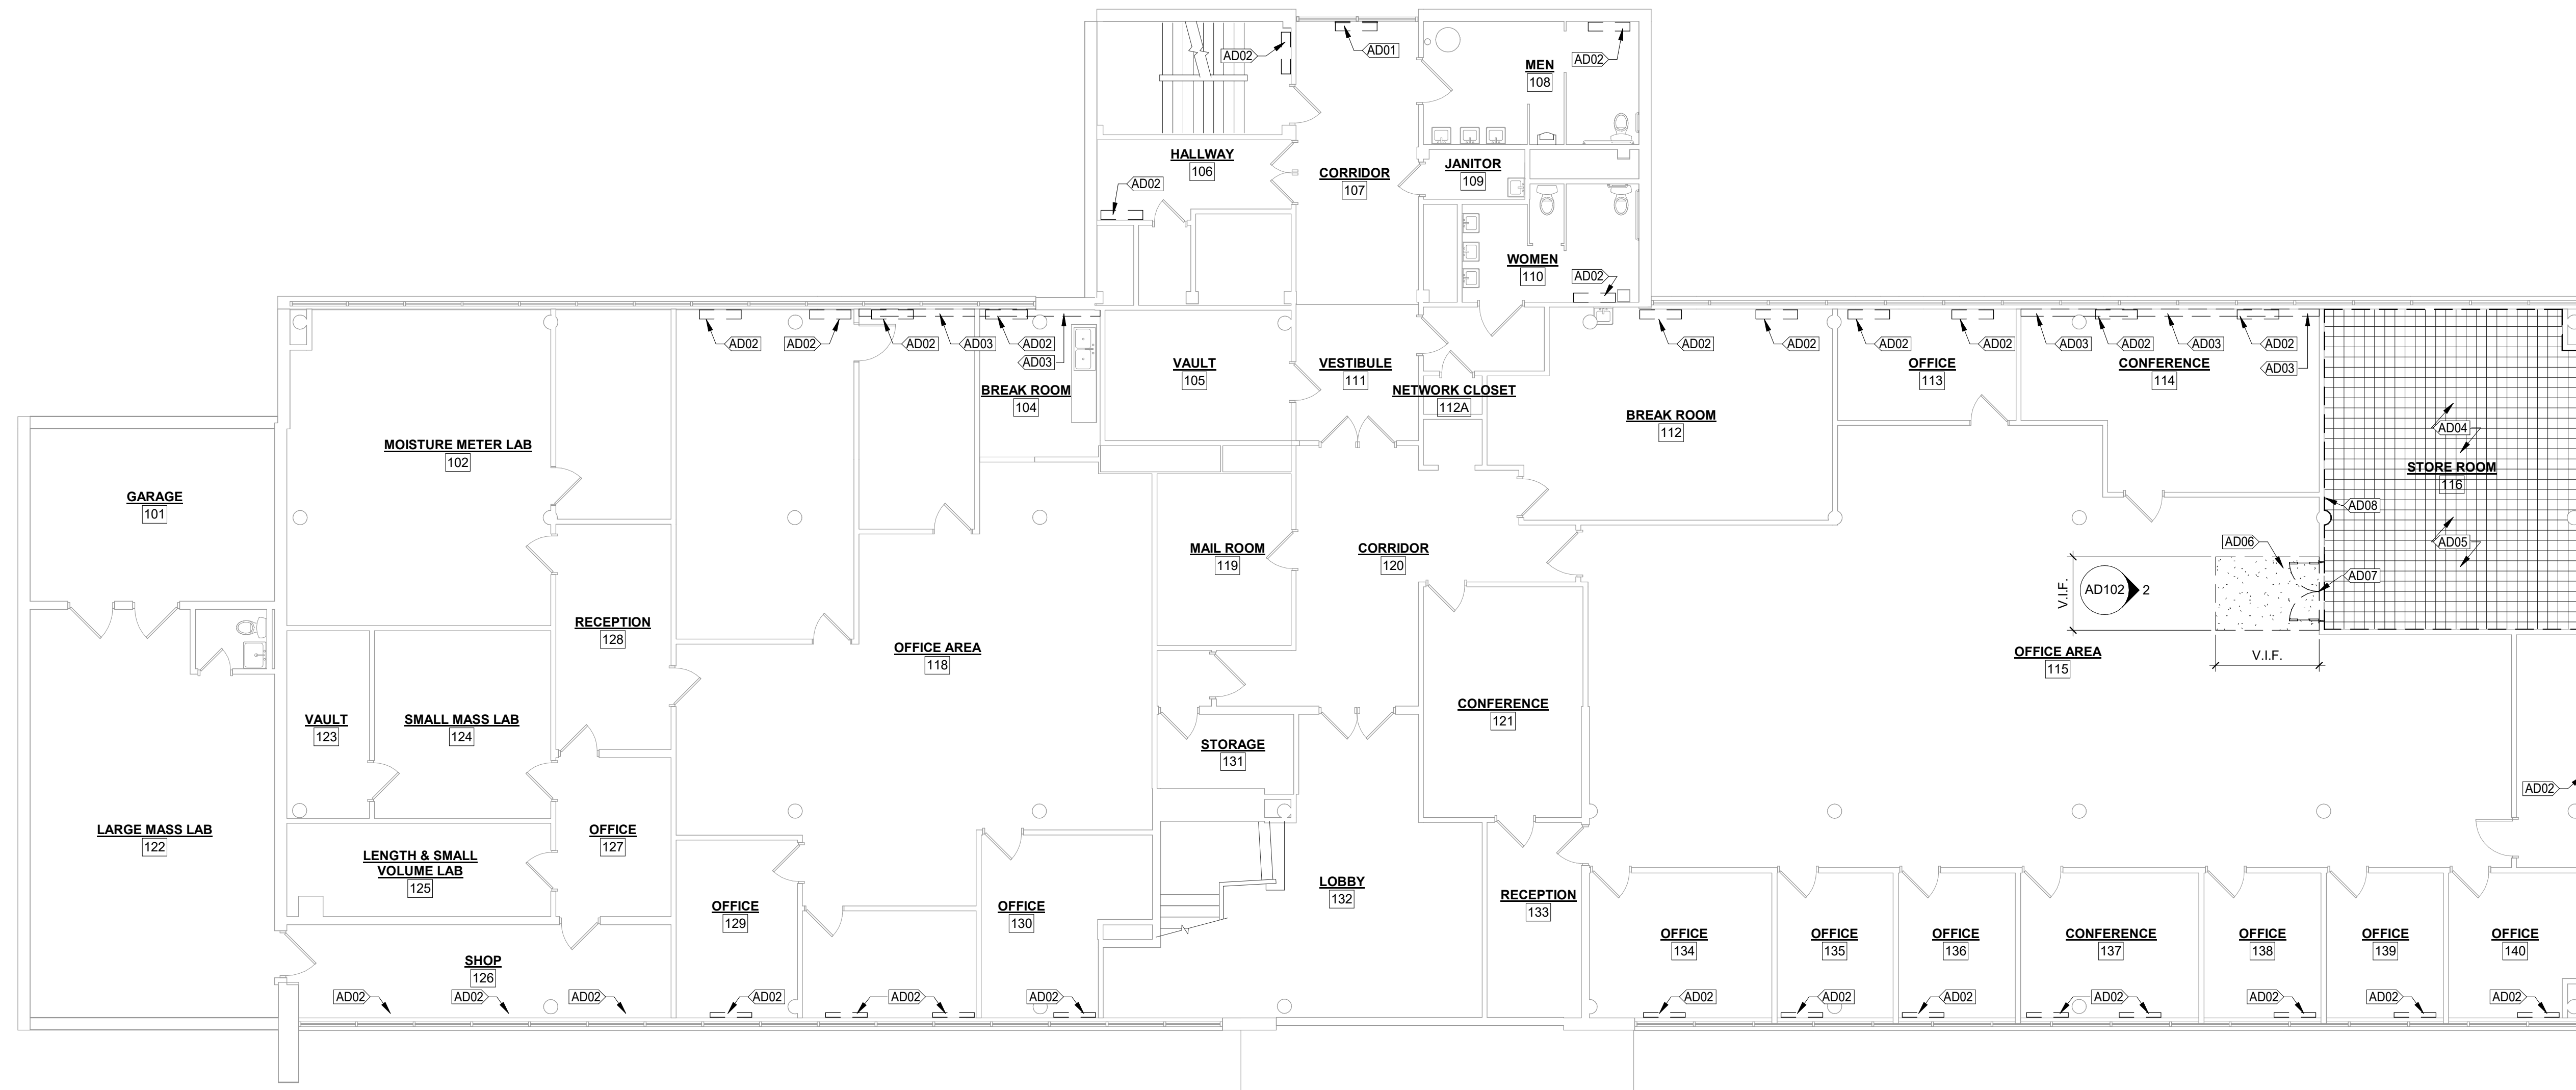 AD01
AD02
AD02
MEN
108
HALLWAY
106
JANITOR
109
CORRIDOR
107
AD02
WOMEN
110
AD02
AD02
AD02
AD02
AD03
AD02
AD03
AD02
AD02
AD02
AD02
AD03
AD02
AD03
AD02
AD03
VAULT
105
VESTIBULE
111
OFFICE
113
CONFERENCE
114
BREAK ROOM
104
NETWORK CLOSET
112A
BREAK ROOM
112
AD04
MOISTURE METER LAB
102
STORE ROOM
116
GARAGE
101
AD08
MAIL ROOM
119
CORRIDOR
120
AD06
AD05
AD07
V.I.F.
AD102
2
RECEPTION
128
OFFICE AREA
118
OFFICE AREA
115
V.I.F.
VAULT
123
SMALL MASS LAB
124
CONFERENCE
121
STORAGE
131
AD02
LARGE MASS LAB
122
OFFICE
127
LENGTH & SMALL
VOLUME LAB
125
LOBBY
132
RECEPTION
133
OFFICE
129
OFFICE
130
OFFICE
134
OFFICE
135
OFFICE
136
CONFERENCE
137
OFFICE
138
OFFICE
139
OFFICE
140
SHOP
126
AD02
AD02
AD02
AD02
AD02
AD02
AD02
AD02
AD02
AD02
AD02
AD02
AD02